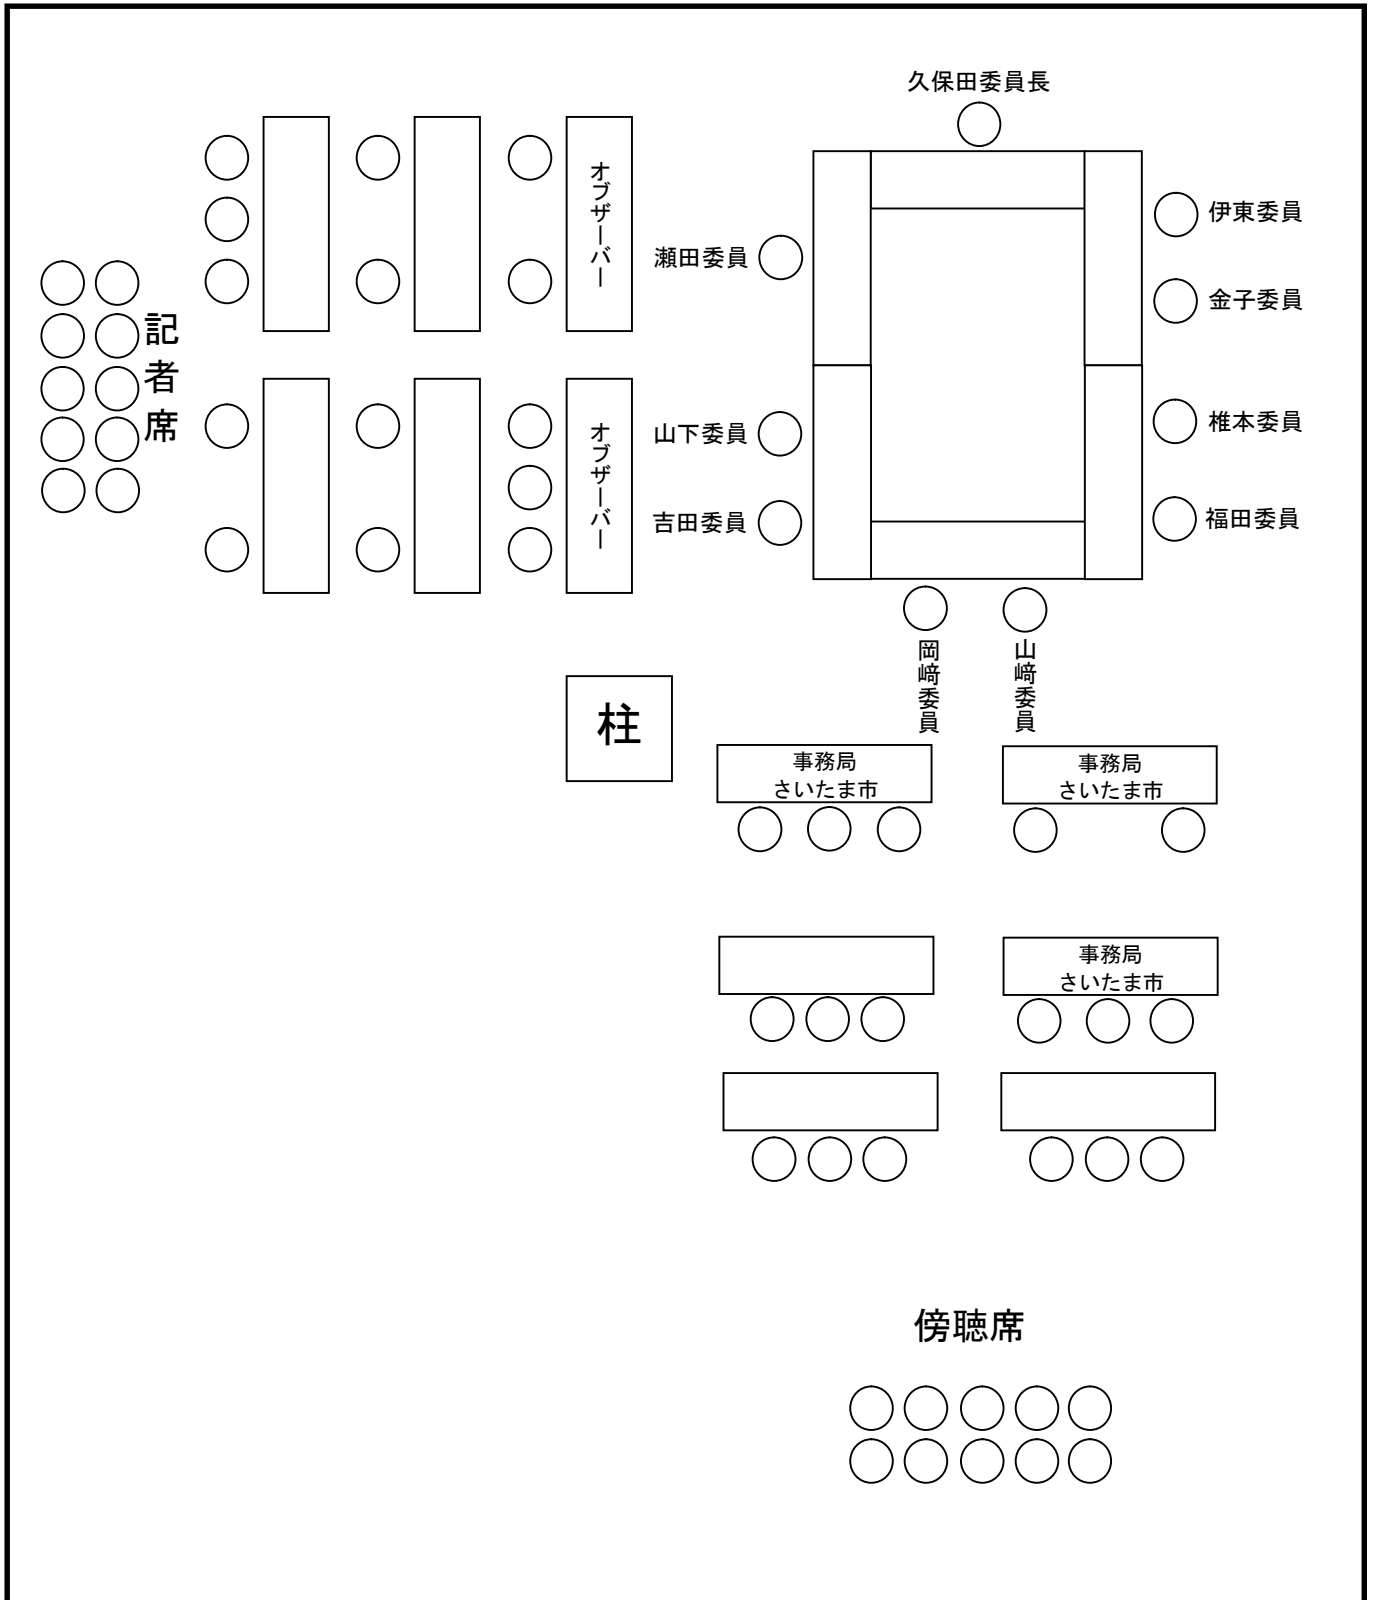 久保田委員長
オブザーバー
瀬田委員
伊東委員
金子委員
記者席
オブザーバー
山下委員
椎本委員
吉田委員
福田委員
岡﨑委員
山﨑委員
柱
事務局
さいたま市
事務局
さいたま市
事務局
さいたま市
傍聴席